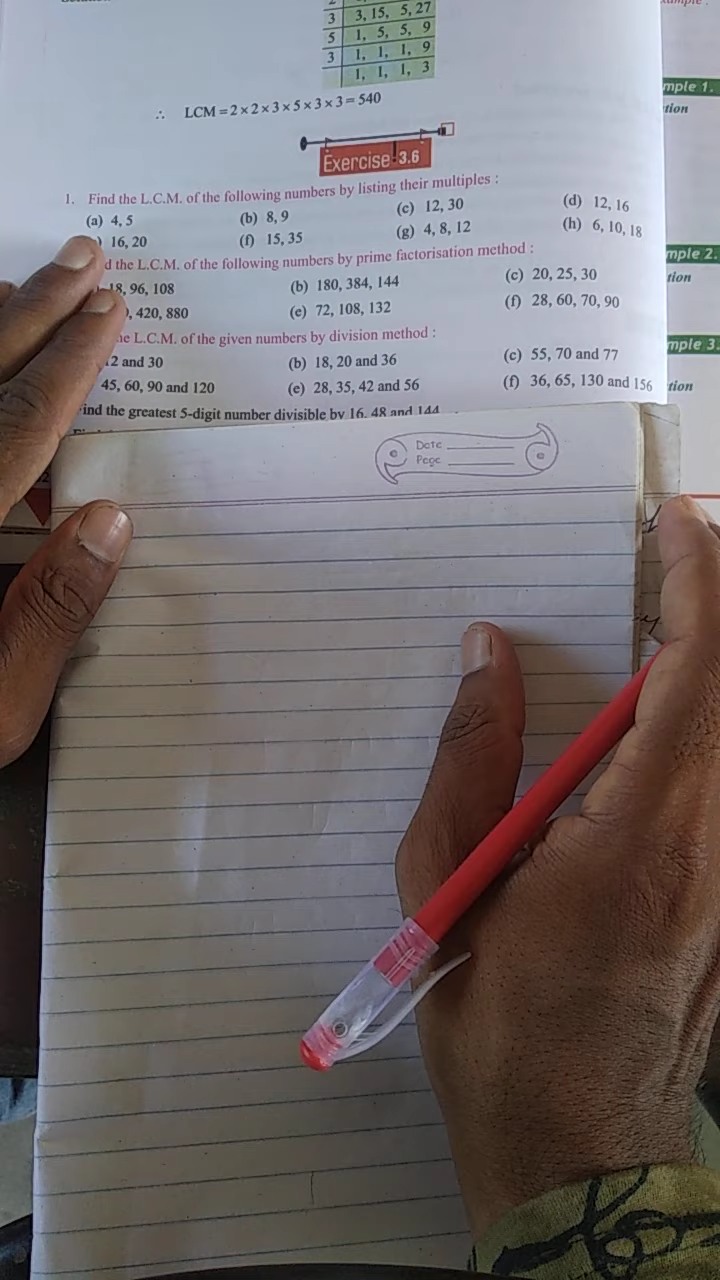 3 3, 15, 5, 27
5 1, 5, 5, 9
3 1, 1, 1, 9
1, 1, 1, 3
∴ LCM = 2 × 2 × 3 × 5 × 3 × 3 = 540
Exercise 3.6
1. Find the L.C.M. of the following numbers by listing their multiples :
(a) 4, 5 (b) 8, 9 (c) 12, 30 (d) 12, 16
) 16, 20 (f) 15, 35 (g) 4, 8, 12 (h) 6, 10, 18
d the L.C.M. of the following numbers by prime factorisation method :
18, 96, 108 (b) 180, 384, 144 (c) 20, 25, 30
, 420, 880 (e) 72, 108, 132 (f) 28, 60, 70, 90
he L.C.M. of the given numbers by division method :
2 and 30 (b) 18, 20 and 36 (c) 55, 70 and 77
45, 60, 90 and 120 (e) 28, 35, 42 and 56 (f) 36, 65, 130 and 156
ind the greatest 5-digit number divisible by 16, 48 and 144
mple 1.
tion
mple 2.
tion
mple 3.
tion
Date
Page